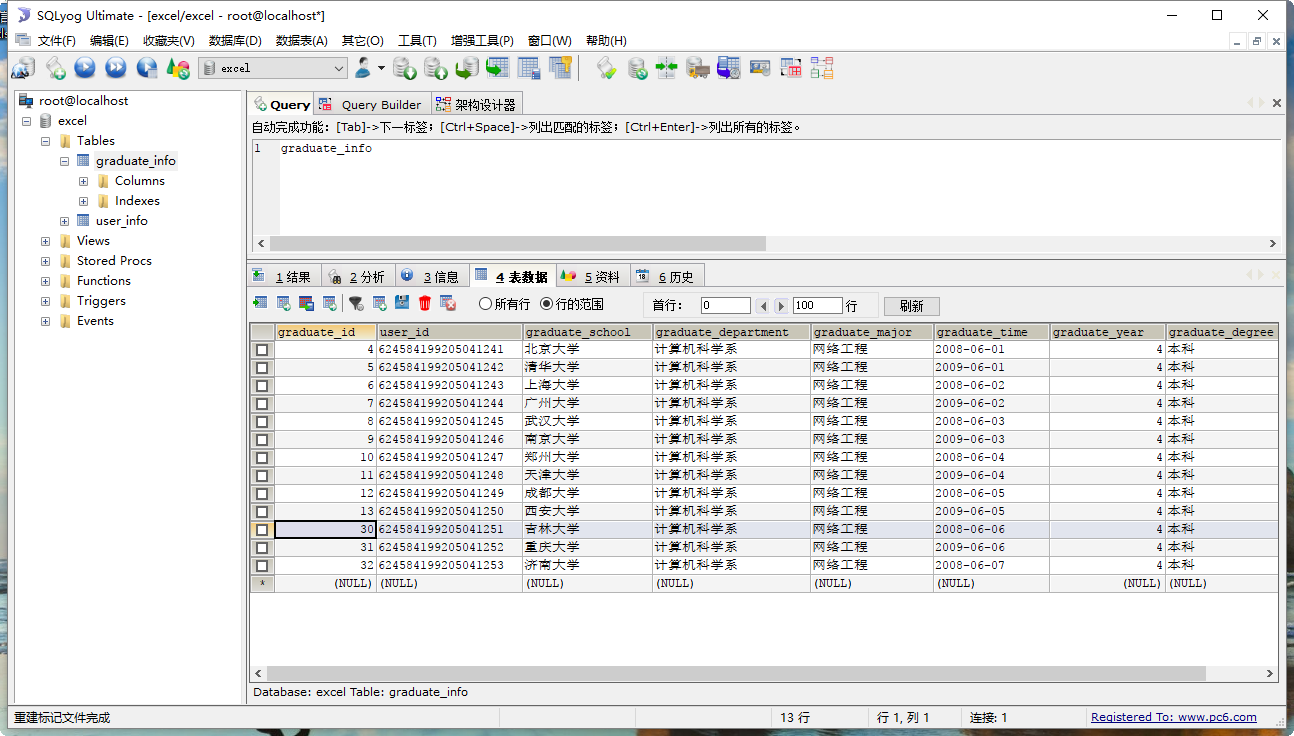 SQLyog Ultimate - [excel/excel - root@localhost*]
文件(F) 编辑(E) 收藏夹(V) 数据库(D) 数据表(A) 其它(O) 工具(T) 增强工具(P) 窗口(W) 帮助(H)
excel
root@localhost
excel
Tables
graduate_info
Columns
Indexes
user_info
Views
Stored Procs
Functions
Triggers
Events
Query Query Builder 架构设计器
自动完成功能: [Tab]->下一标签; [Ctrl+Space]->列出匹配的标签; [Ctrl+Enter]->列出所有的标签。
1 graduate_info
1 结果 2 分析 3 信息 4 表数据 5 资料 6 历史
所有行 行的范围 首行: 0 100 行 刷新
graduate_id user_id graduate_school graduate_department graduate_major graduate_time graduate_year graduate_degree
4 624584199205041241 北京大学 计算机科学系 网络工程 2008-06-01 4 本科
5 624584199205041242 清华大学 计算机科学系 网络工程 2009-06-01 4 本科
6 624584199205041243 上海大学 计算机科学系 网络工程 2008-06-02 4 本科
7 624584199205041244 广州大学 计算机科学系 网络工程 2009-06-02 4 本科
8 624584199205041245 武汉大学 计算机科学系 网络工程 2008-06-03 4 本科
9 624584199205041246 南京大学 计算机科学系 网络工程 2009-06-03 4 本科
10 624584199205041247 郑州大学 计算机科学系 网络工程 2008-06-04 4 本科
11 624584199205041248 天津大学 计算机科学系 网络工程 2009-06-04 4 本科
12 624584199205041249 成都大学 计算机科学系 网络工程 2008-06-05 4 本科
13 624584199205041250 西安大学 计算机科学系 网络工程 2009-06-05 4 本科
30 624584199205041251 吉林大学 计算机科学系 网络工程 2008-06-06 4 本科
31 624584199205041252 重庆大学 计算机科学系 网络工程 2009-06-06 4 本科
32 624584199205041253 济南大学 计算机科学系 网络工程 2008-06-07 4 本科
* (NULL) (NULL) (NULL) (NULL) (NULL) (NULL) (NULL) (NULL)
Database: excel Table: graduate_info
重建标记文件完成 13 行 行 1, 列 1 连接: 1 Registered To: www.pc6.com